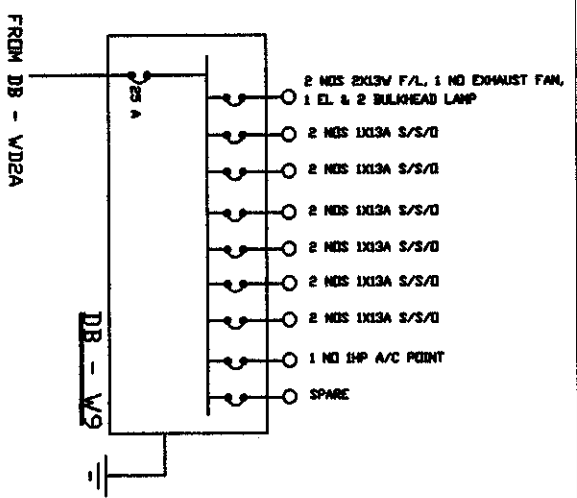 FROM DB - WD2A
25 A
2 NOS 2X13W F/L, 1 NO EXHAUST FAN,
1 EL & 2 BULKHEAD LAMP
2 NOS 1X13A S/S/O
2 NOS 1X13A S/S/O
2 NOS 1X13A S/S/O
2 NOS 1X13A S/S/O
2 NOS 1X13A S/S/O
2 NOS 1X13A S/S/O
1 NO 1HP A/C POINT
SPARE
DB - W9